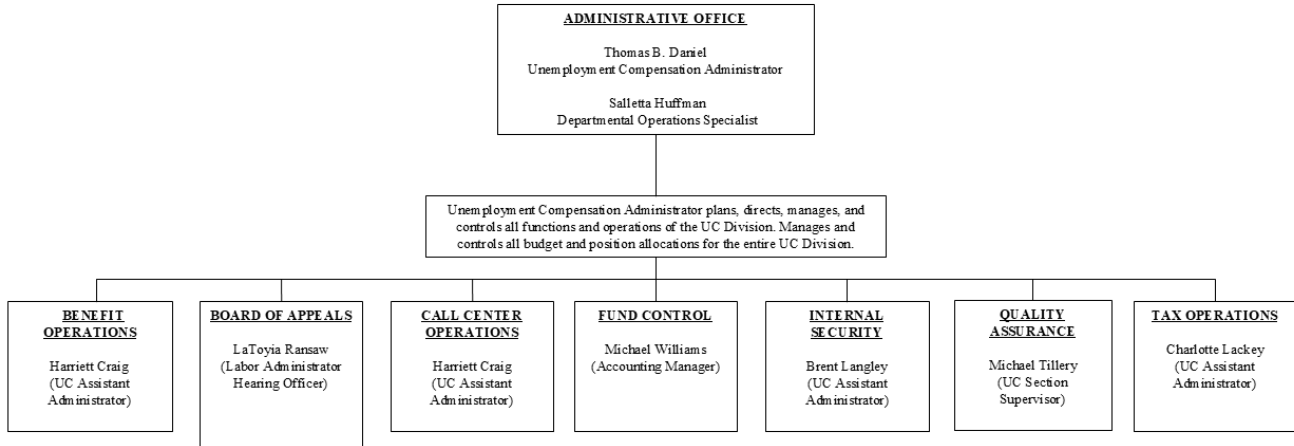 ADMINISTRATIVE OFFICE
Thomas B. Daniel
Unemployment Compensation Administrator
Salletta Huffman
Departmental Operations Specialist
Unemployment Compensation Administrator plans, directs, manages, and
controls all functions and operations of the UC Division. Manages and
controls all budget and position allocations for the entire UC Division.
BENEFIT
OPERATIONS
Harriett Craig
(UC Assistant
Administrator)
BOARD OF APPEALS
LaToyia Ransaw
(Labor Administrator
Hearing Officer)
CALL CENTER
OPERATIONS
Harriett Craig
(UC Assistant
Administrator)
FUND CONTROL
Michael Williams
(Accounting Manager)
INTERNAL
SECURITY
Brent Langley
(UC Assistant
Administrator)
QUALITY
ASSURANCE
Michael Tillery
(UC Section
Supervisor)
TAX OPERATIONS
Charlotte Lackey
(UC Assistant
Administrator)